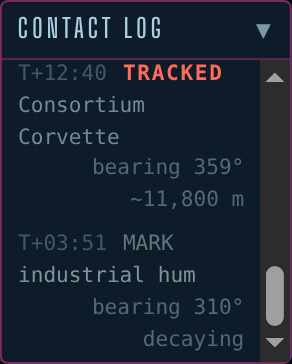 CONTACT LOG ▼
T+12:40 TRACKED
Consortium
Corvette
bearing 359°
~11,800 m
T+03:51 MARK
industrial hum
bearing 310°
decaying